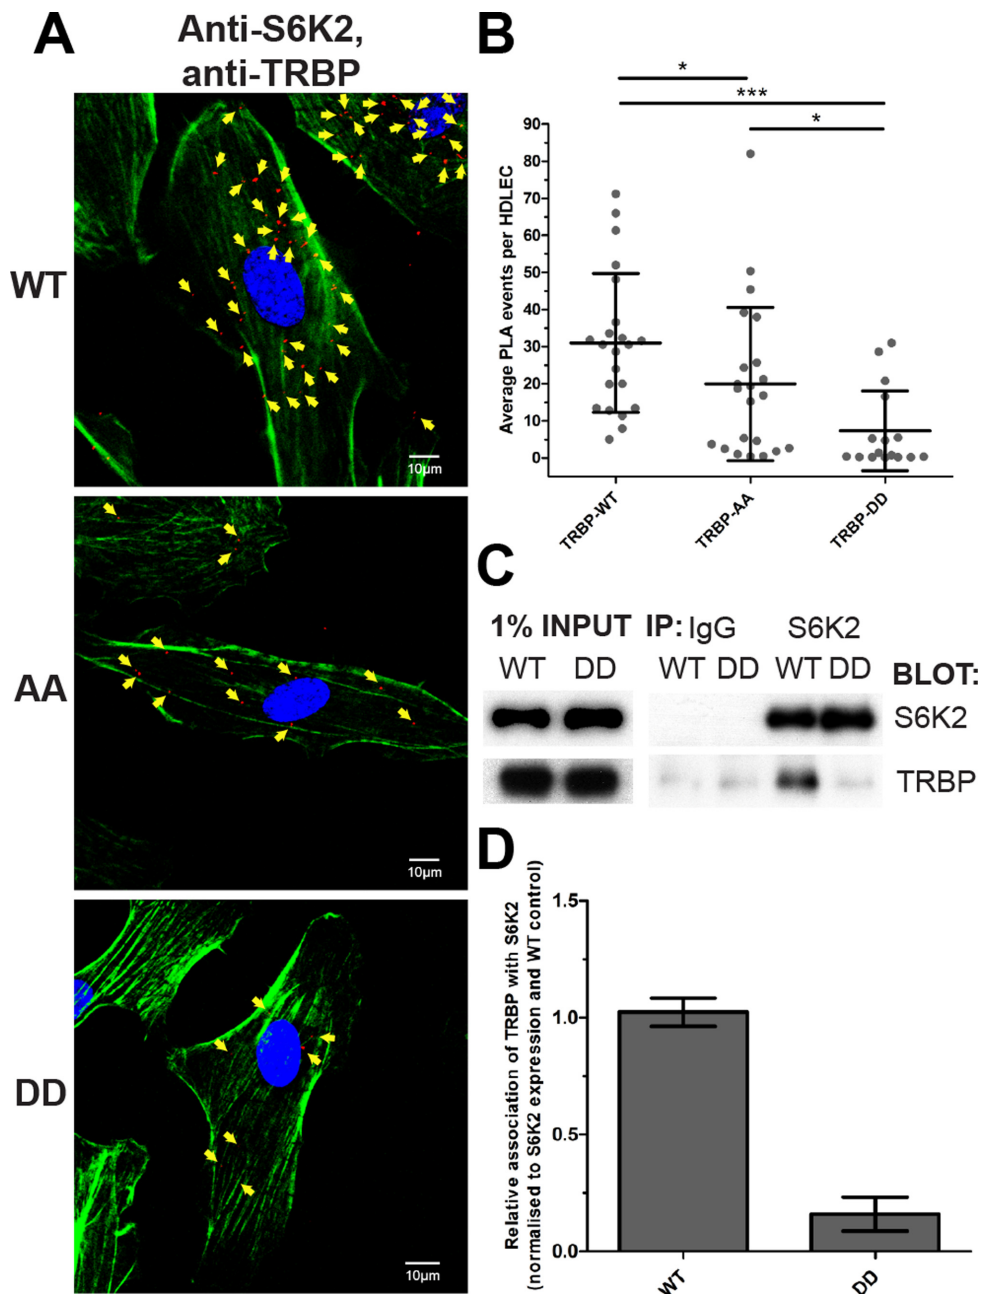 A
Anti-S6K2,
anti-TRBP
WT
10μm
AA
10μm
DD
10μm
B
*
***
*
Average PLA events per HDLEC
90
80
70
60
50
40
30
20
10
0
TRBP-WT
TRBP-AA
TRBP-DD
C
1% INPUT IP: IgG S6K2
WT DD WT DD WT DD BLOT:
S6K2
TRBP
D
Relative association of TRBP with S6K2
(normalised to S6K2 expression and WT control)
1.5
1.0
0.5
0.0
WT
DD